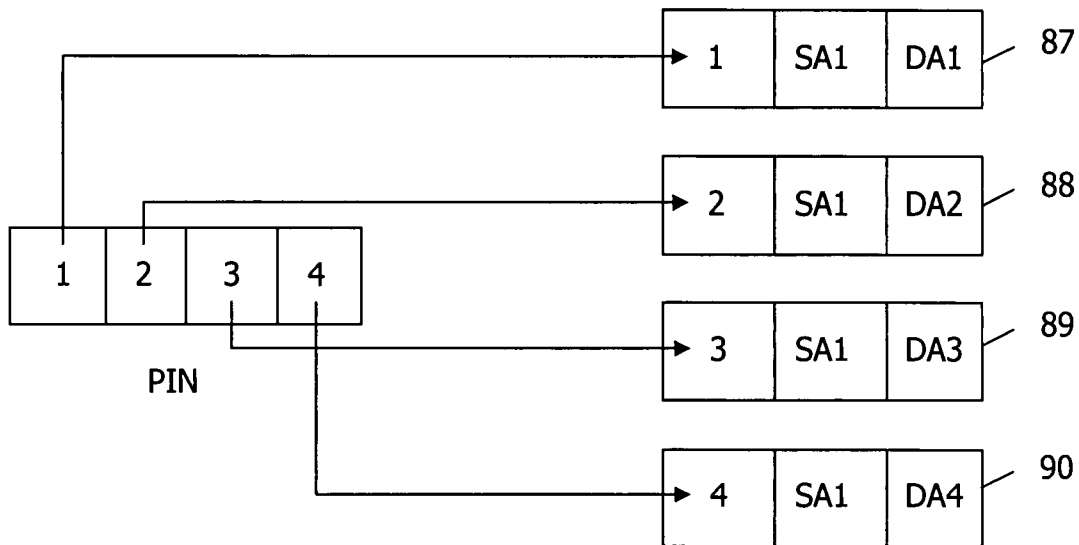 1 SA1 DA1 87
2 SA1 DA2 88
1 2 3 4
3 SA1 DA3 89
PIN
4 SA1 DA4 90